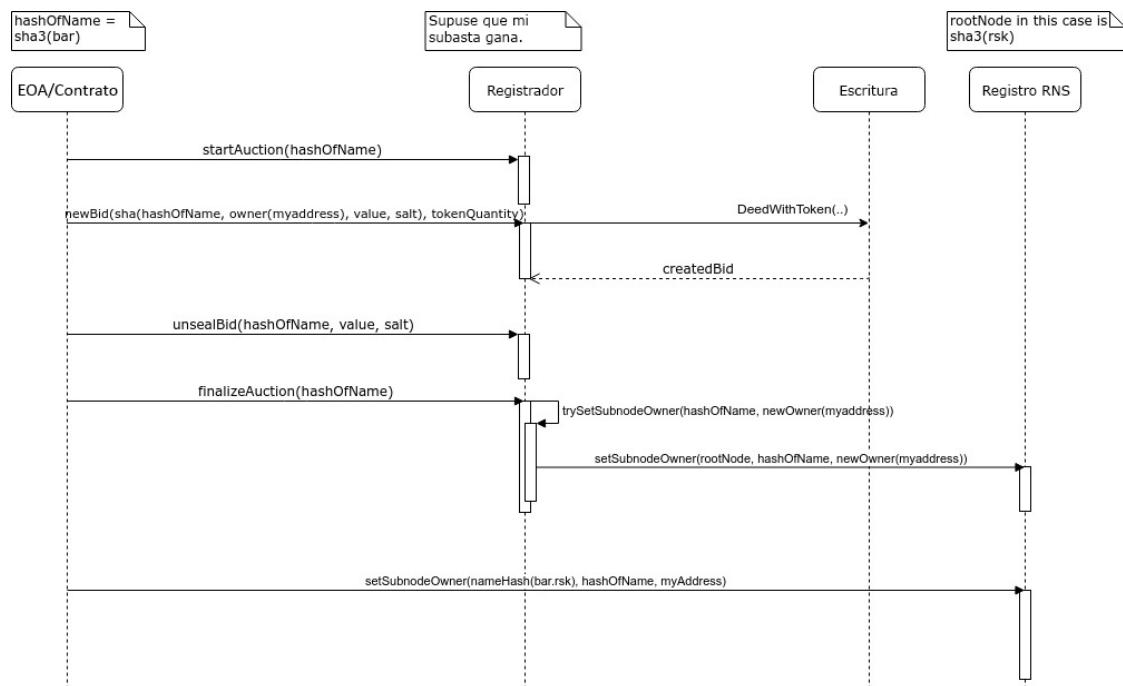 hashOfName =
sha3(bar)
Supuse que mi
subasta gana.
rootNode in this case is
sha3(rsk)
EOA/Contrato
Registrador
Escritura
Registro RNS
startAuction(hashOfName)
newBid(sha(hashOfName, owner(myaddress), value, salt), tokenQuantity)
DeedWithToken(..)
createdBid
unsealBid(hashOfName, value, salt)
finalizeAuction(hashOfName)
trySetSubnodeOwner(hashOfName, newOwner(myaddress))
setSubnodeOwner(rootNode, hashOfName, newOwner(myaddress))
setSubnodeOwner(nameHash(bar.rsk), hashOfName, myAddress)